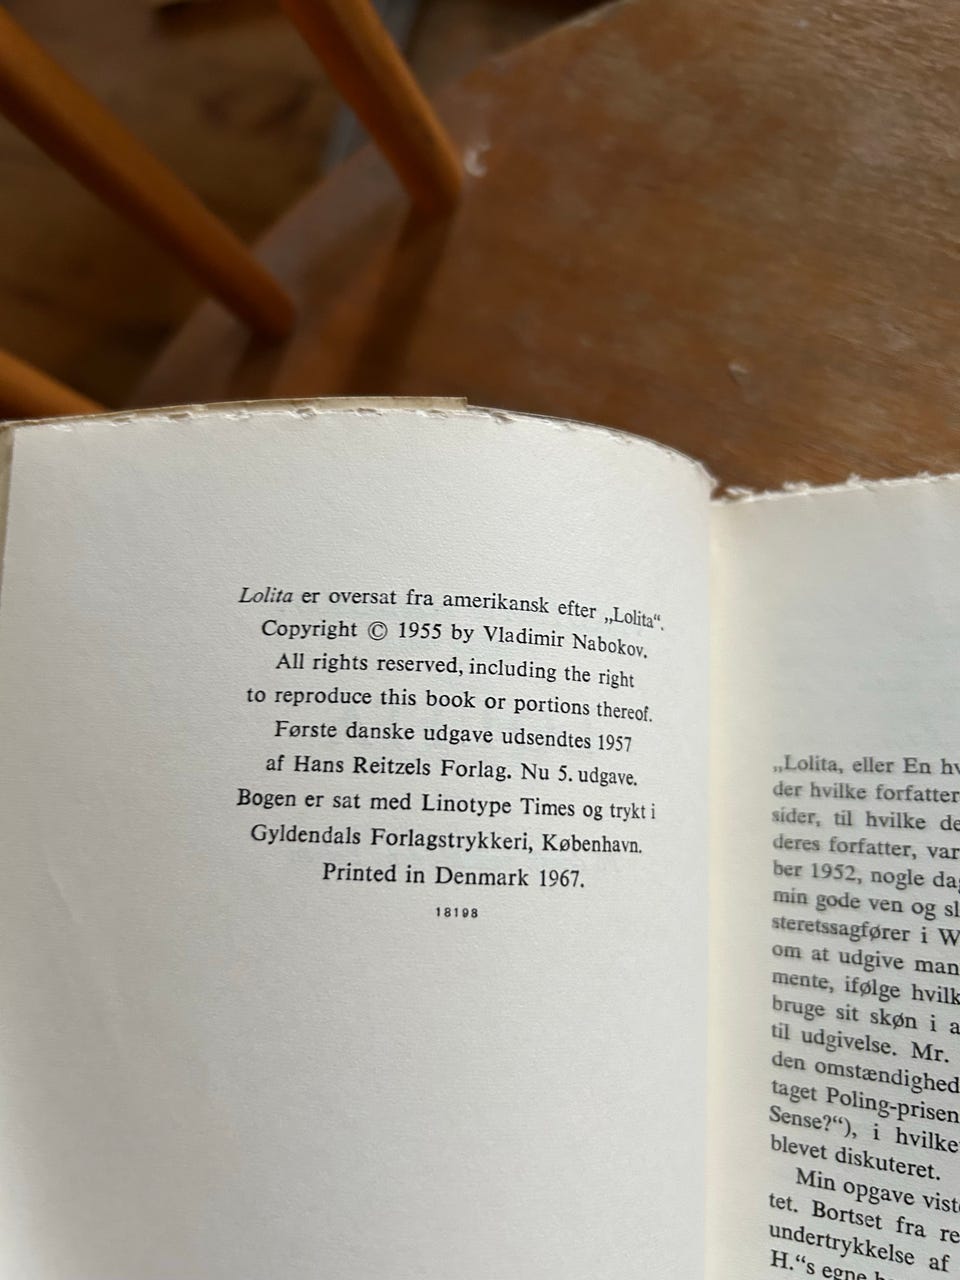 Lolita er oversat fra amerikansk efter „Lolita“.
Copyright © 1955 by Vladimir Nabokov.
All rights reserved, including the right
to reproduce this book or portions thereof.
Første danske udgave udsendtes 1957
af Hans Reitzels Forlag. Nu 5. udgave.
Bogen er sat med Linotype Times og trykt i
Gyldendals Forlagstrykkeri, København.
Printed in Denmark 1967.
18198
„Lolita, eller En
der hvilke forfatter
sider, til hvilke
deres forfatter, var
ber 1952, nogle
min gode ven og
steretssagfører i
om at udgive
mente, ifølge
bruge sit skøn i
til udgivelse. Mr.
den
taget Poling-prisen
Sense?“), i
blevet diskuteret.
Min opgave
tet. Bortset fra
undertrykkelse af
H.“s egne